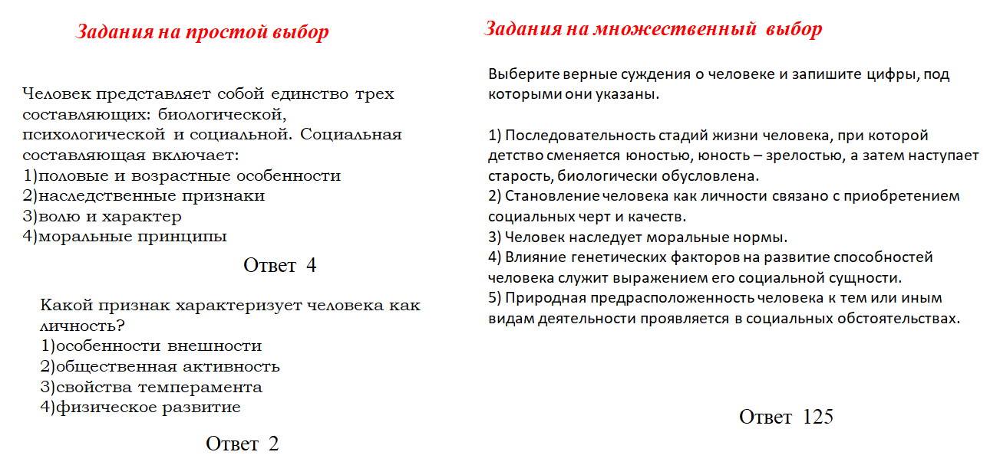 Задания на простой выбор
Человек представляет собой единство трех
составляющих: биологической,
психологической и социальной. Социальная
составляющая включает:
1)половые и возрастные особенности
2)наследственные признаки
3)волю и характер
4)моральные принципы
Ответ 4
Какой признак характеризует человека как
личность?
1)особенности внешности
2)общественная активность
3)свойства темперамента
4)физическое развитие
Ответ 2
Задания на множественный выбор
Выберите верные суждения о человеке и запишите цифры, под
которыми они указаны.
1) Последовательность стадий жизни человека, при которой
детство сменяется юностью, юность – зрелостью, а затем наступает
старость, биологически обусловлена.
2) Становление человека как личности связано с приобретением
социальных черт и качеств.
3) Человек наследует моральные нормы.
4) Влияние генетических факторов на развитие способностей
человека служит выражением его социальной сущности.
5) Природная предрасположенность человека к тем или иным
видам деятельности проявляется в социальных обстоятельствах.
Ответ 125